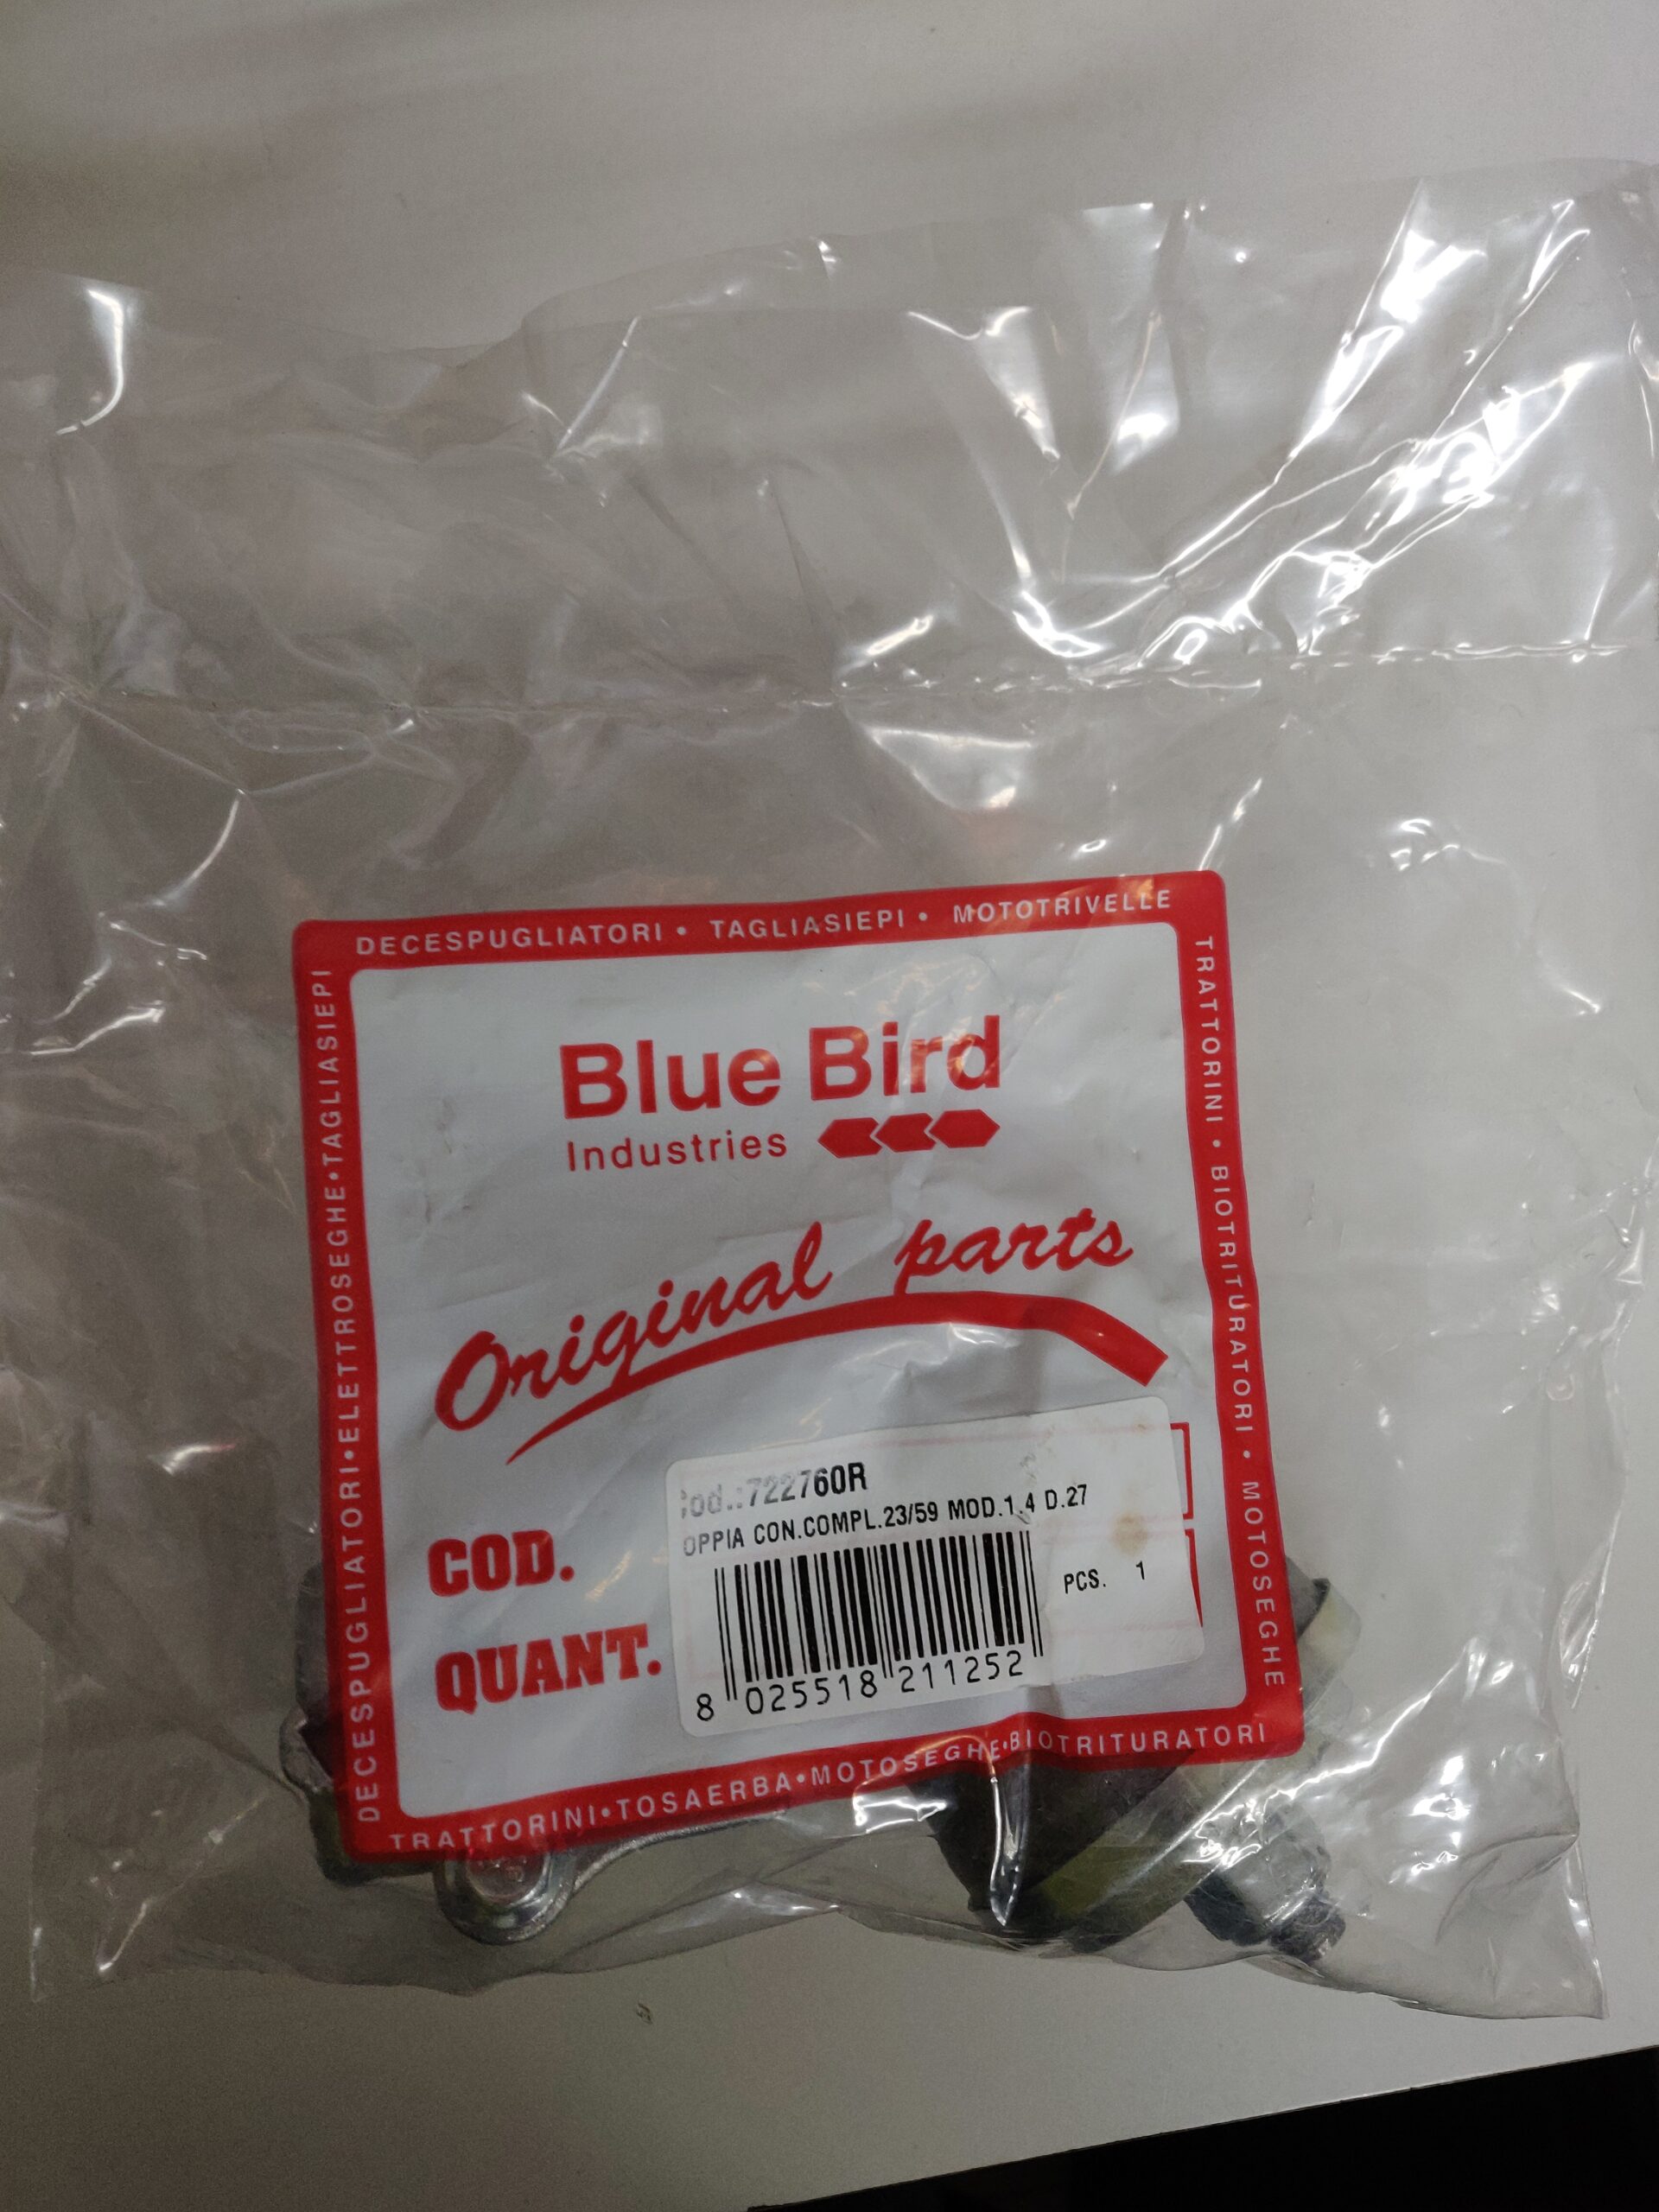 DECESPUGLIATORI • TAGLIASIEPI • MOTOTRIVELLE
TRATTORINI • BIOTRITURATORI • MOTOSEGHE
DECESPUGLIATORI•ELETTROSEGHE•TAGLIASIEPI
Blue Bird
Industries
Original parts
Cod.:722760R
OPPIA CON.COMPL.23/59 MOD.1,4 D.27
COD.
PCS. 1
QUANT.
8 025518 211252
TRATTORINI•TOSAERBA•MOTOSEGHE•BIOTRITURATORI